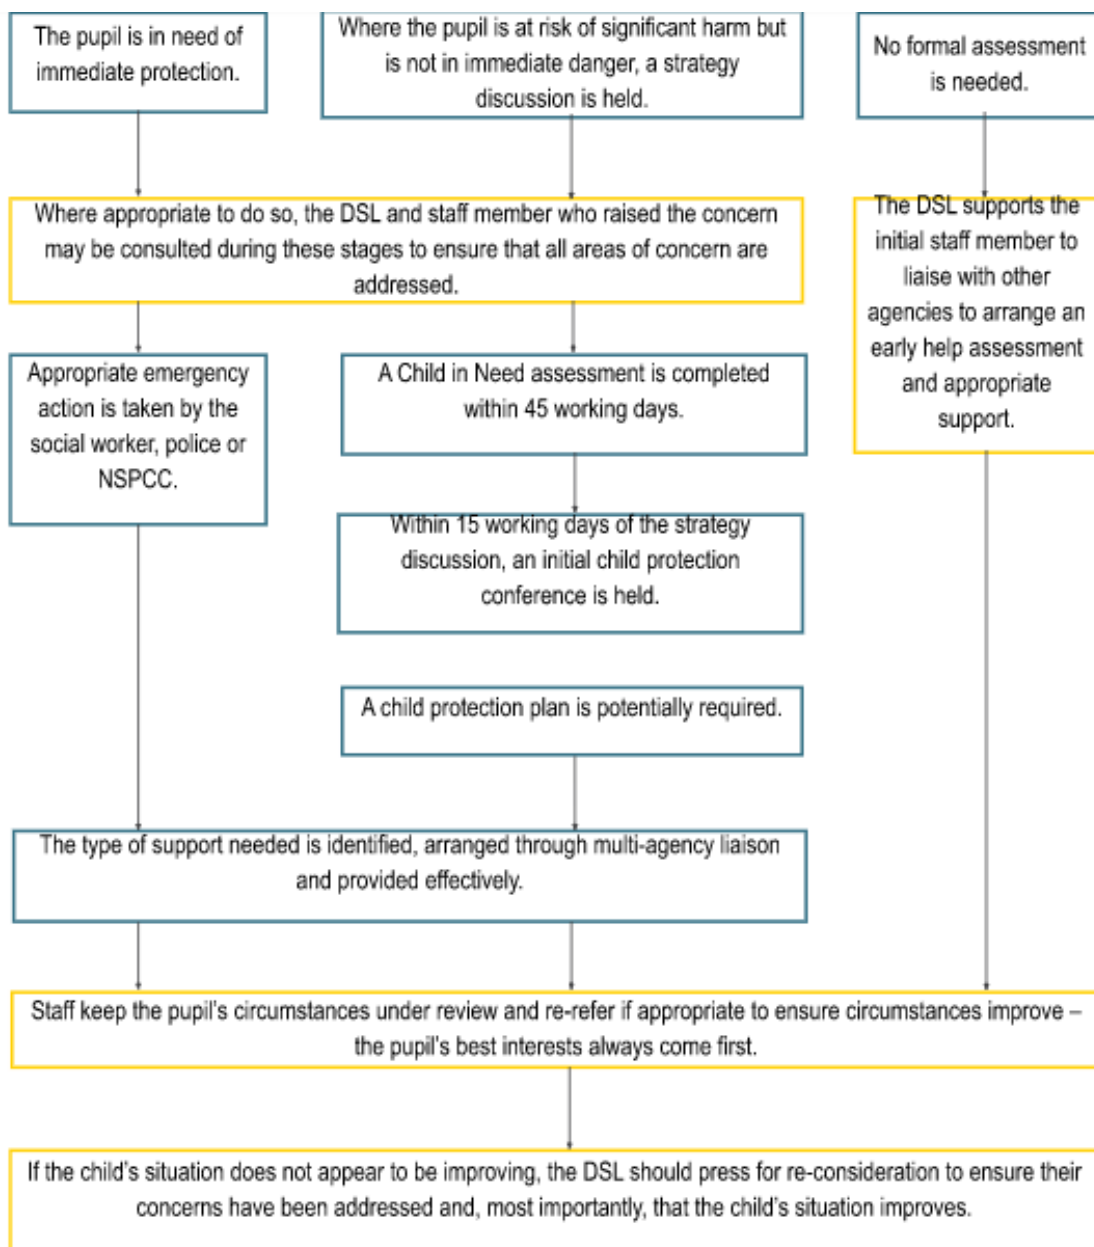 The pupil is in need of
immediate protection.
Where the pupil is at risk of significant harm but
is not in immediate danger, a strategy
discussion is held.
No formal assessment
is needed.
Where appropriate to do so, the DSL and staff member who raised the concern
may be consulted during these stages to ensure that all areas of concern are
addressed.
The DSL supports the
initial staff member to
liaise with other
agencies to arrange an
early help assessment
and appropriate
support.
Appropriate emergency
action is taken by the
social worker, police or
NSPCC.
A Child in Need assessment is completed
within 45 working days.
Within 15 working days of the strategy
discussion, an initial child protection
conference is held.
A child protection plan is potentially required.
The type of support needed is identified, arranged through multi-agency liaison
and provided effectively.
Staff keep the pupil's circumstances under review and re-refer if appropriate to ensure circumstances improve –
the pupil's best interests always come first.
If the child's situation does not appear to be improving, the DSL should press for re-consideration to ensure their
concerns have been addressed and, most importantly, that the child's situation improves.